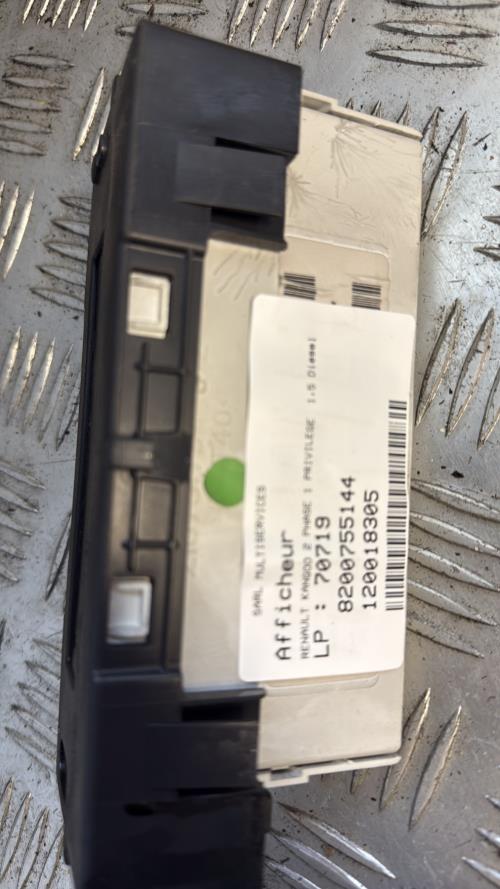 SARL MULTISERVICES
Afficheur
RENAULT KANGOO 2 PHASE 1 PRIVILEGE 1.5 Diesel
LP : 70719
8200755144
120018305